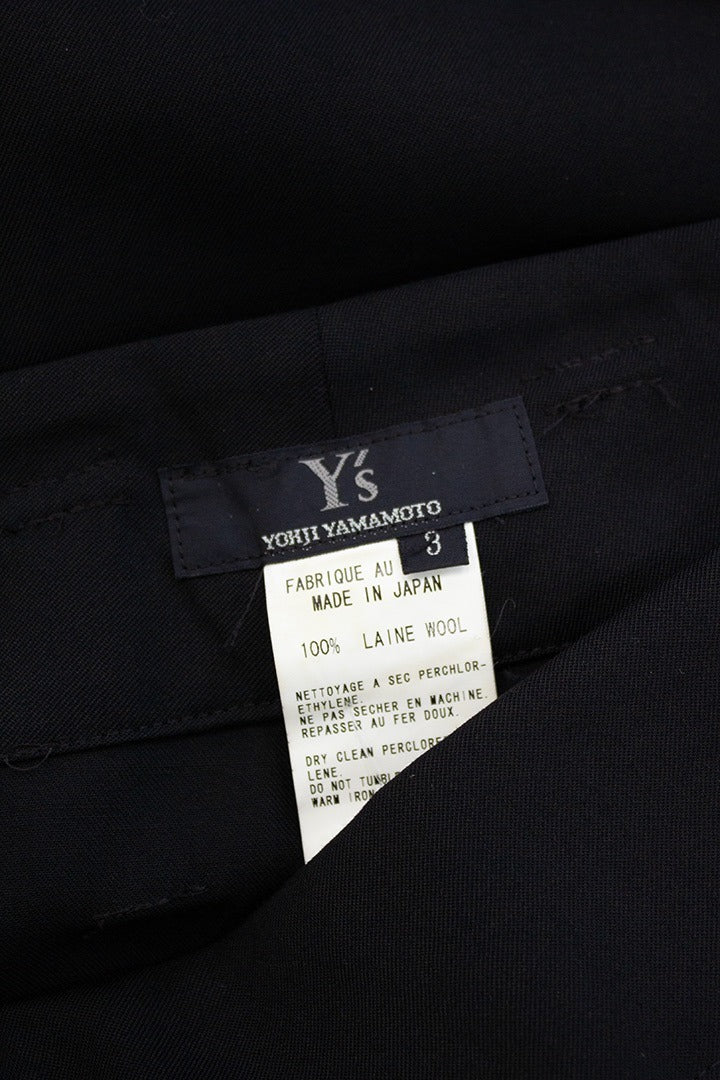 Y's
YOHJI YAMAMOTO
3
FABRIQUE AU
MADE IN JAPAN
100% LAINE WOOL
NETTOYAGE A SEC PERCHLOR-
ETHYLENE.
NE PAS SECHER EN MACHINE.
REPASSER AU FER DOUX.
DRY CLEAN PERCLORE
LENE.
DO NOT TUMBL
WARM IRON